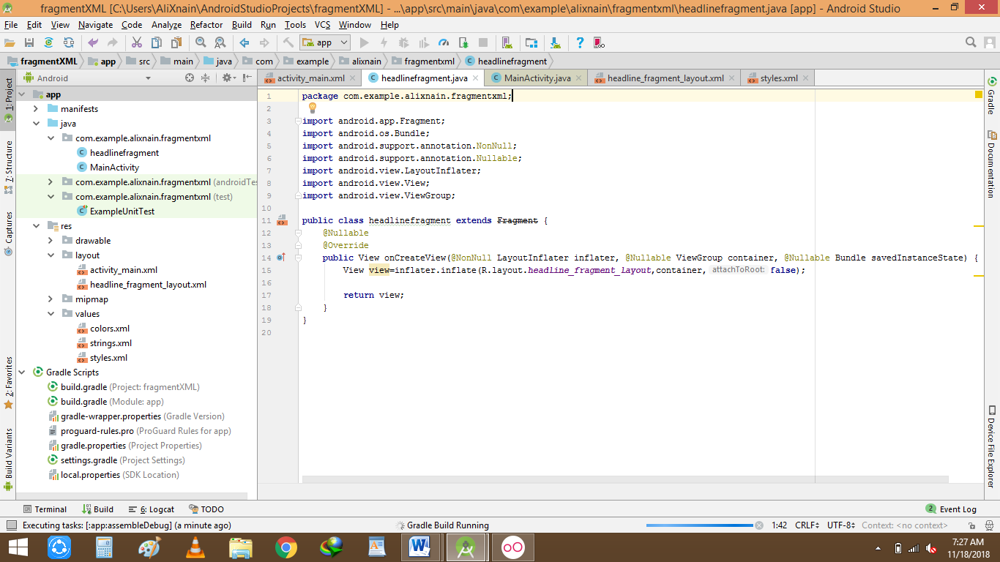 fragmentXML [C:\Users\AliXnain\AndroidStudioProjects\fragmentXML] - ...\app\src\main\java\com\example\alixnain\fragmentxml\headlinefragment.java [app] - Android Studio
File Edit View Navigate Code Analyze Refactor Build Run Tools VCS Window Help
app
fragmentXML app src main java com example alixnain fragmentxml headlinefragment
Android
activity_main.xml headlinefragment.java MainActivity.java headline_fragment_layout.xml styles.xml
1: Project
7: Structure
Captures
2: Favorites
Build Variants
app
manifests
java
com.example.alixnain.fragmentxml
headlinefragment
MainActivity
com.example.alixnain.fragmentxml (androidTes
com.example.alixnain.fragmentxml (test)
ExampleUnitTest
res
drawable
layout
activity_main.xml
headline_fragment_layout.xml
mipmap
values
colors.xml
strings.xml
styles.xml
Gradle Scripts
build.gradle (Project: fragmentXML)
build.gradle (Module: app)
gradle-wrapper.properties (Gradle Version)
proguard-rules.pro (ProGuard Rules for app)
gradle.properties (Project Properties)
settings.gradle (Project Settings)
local.properties (SDK Location)
1 package com.example.alixnain.fragmentxml;
2
3 import android.app.Fragment;
4 import android.os.Bundle;
5 import android.support.annotation.NonNull;
6 import android.support.annotation.Nullable;
7 import android.view.LayoutInflater;
8 import android.view.View;
9 import android.view.ViewGroup;
10
11 public class headlinefragment extends Fragment {
12 @Nullable
13 @Override
14 public View onCreateView(@NonNull LayoutInflater inflater, @Nullable ViewGroup container, @Nullable Bundle savedInstanceState) {
15 View view=inflater.inflate(R.layout.headline_fragment_layout,container, attachToRoot: false);
16
17 return view;
18 }
19 }
20
Gradle
Documentation
Device File Explorer
Terminal Build 6: Logcat TODO 2 Event Log
Executing tasks: [:app:assembleDebug] (a minute ago) Gradle Build Running 1:42 CRLF UTF-8 Context: <no context>
7:27 AM
11/18/2018